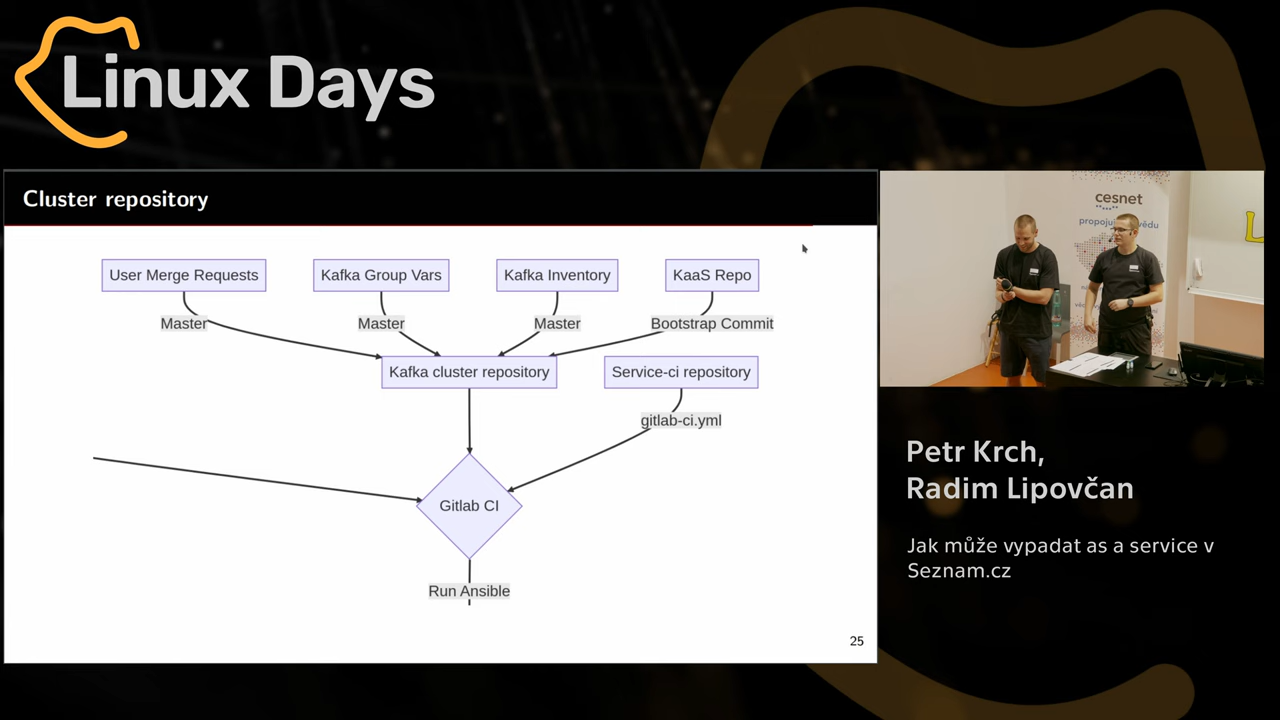 Linux Days
Cluster repository
User Merge Requests
Kafka Group Vars
Kafka Inventory
KaaS Repo
Master
Master
Master
Bootstrap Commit
Kafka cluster repository
Service-ci repository
gitlab-ci.yml
Gitlab CI
Run Ansible
25
cesnet
Petr Krch,
Radim Lipovčan
Jak může vypadat as a service v
Seznam.cz